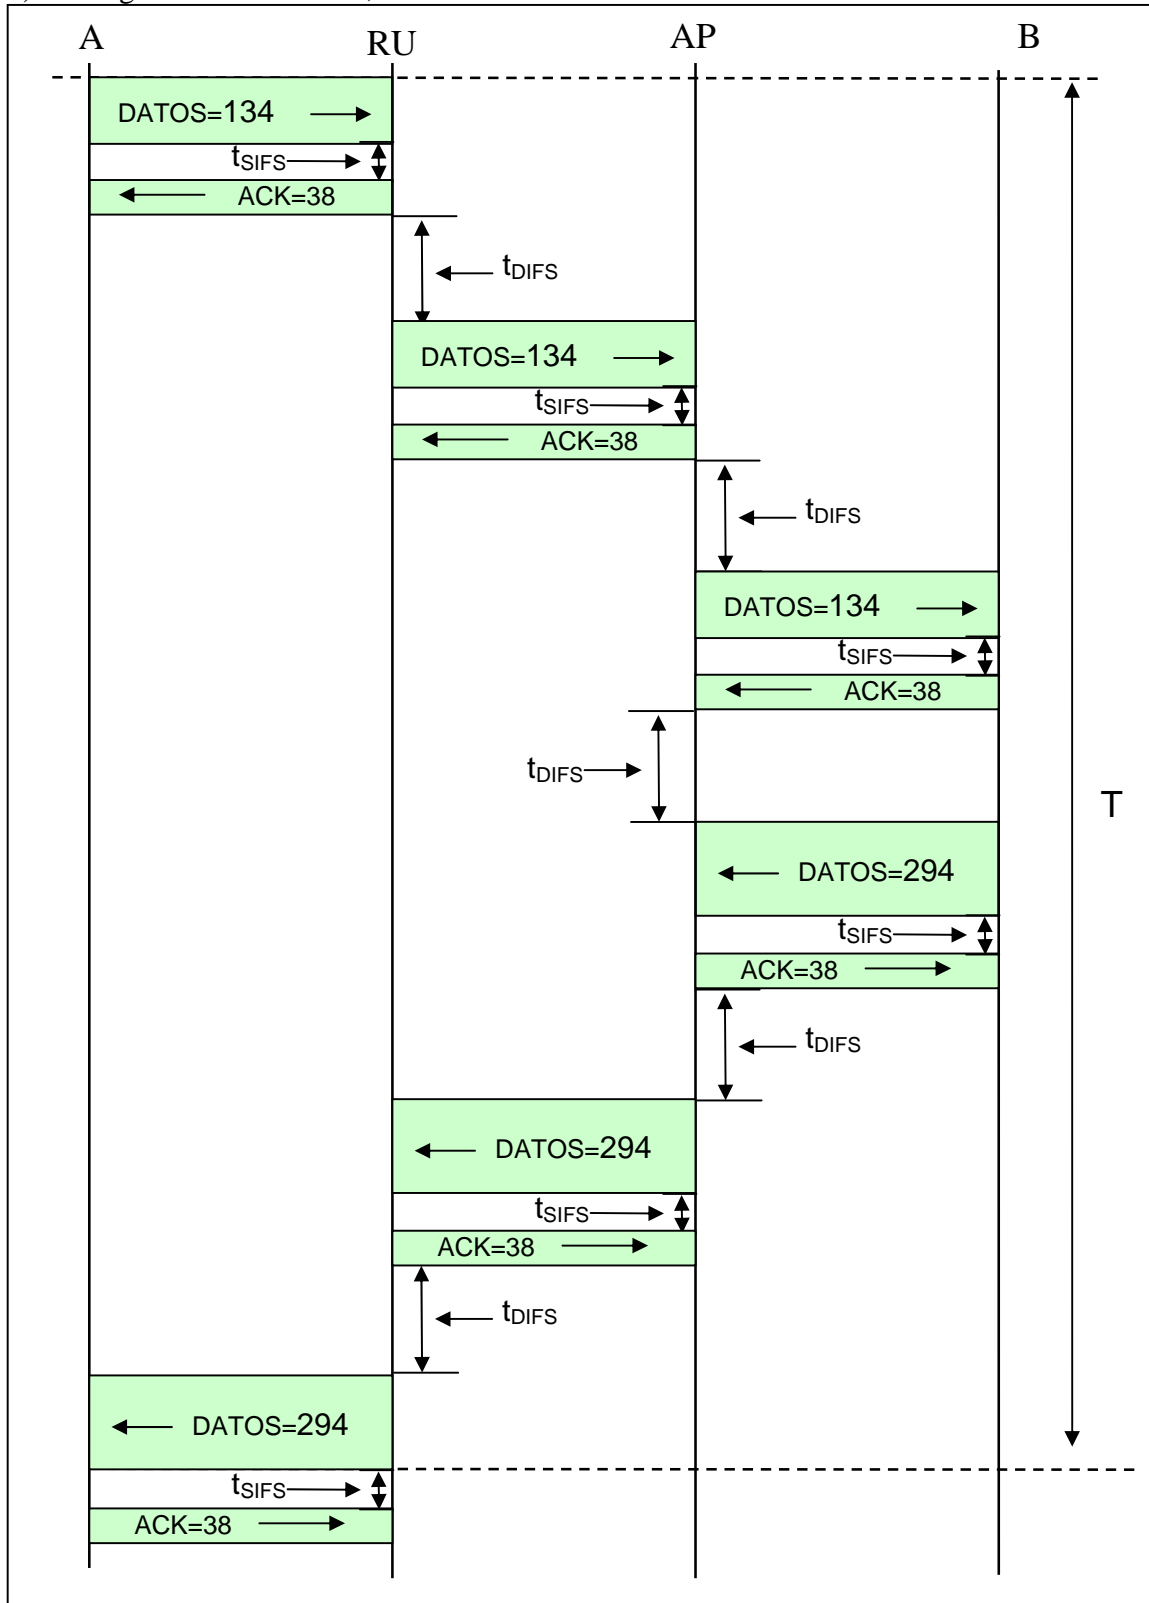 A RU AP B
DATOS=134
tSIFS
ACK=38
tDIFS
DATOS=134
tSIFS
ACK=38
tDIFS
DATOS=134
tSIFS
ACK=38
tDIFS
T
DATOS=294
tSIFS
ACK=38
tDIFS
DATOS=294
tSIFS
ACK=38
tDIFS
DATOS=294
tSIFS
ACK=38